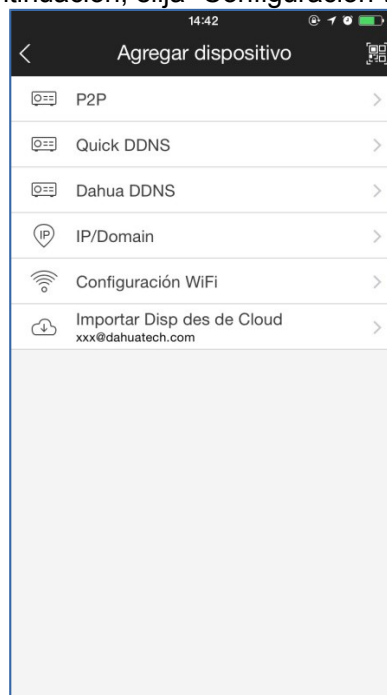 14:42
Agregar dispositivo
P2P
Quick DDNS
Dahua DDNS
IP
IP/Domain
Configuración WiFi
Importar Disp des de Cloud
xxx@dahuatech.com